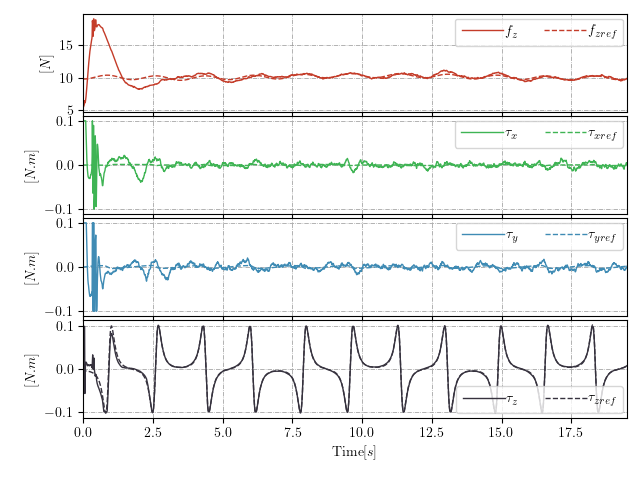 f_z f_zref
[N]
15
10
5
τ_x τ_xref
[N.m]
0.1
0.0
−0.1
τ_y τ_yref
[N.m]
0.1
0.0
−0.1
[N.m]
0.1
0.0
−0.1
τ_z τ_zref
0.0 2.5 5.0 7.5 10.0 12.5 15.0 17.5
Time[s]